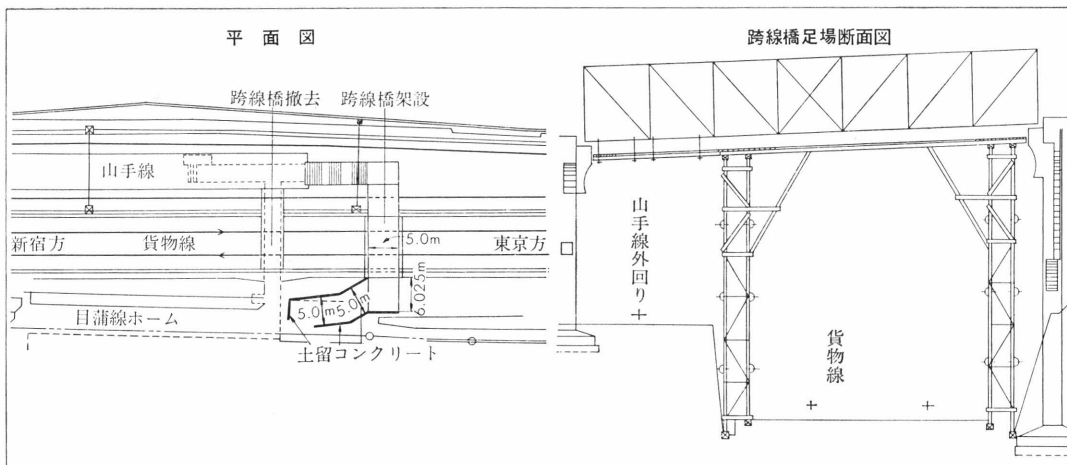 平面図
跨線橋撤去 跨線橋架設
山手線
新宿方 貨物線 東京方
5.0m
6.025m
5.0m
5.0m
目蒲線ホーム
土留コンクリート
跨線橋足場断面図
山手線外回り
貨物線